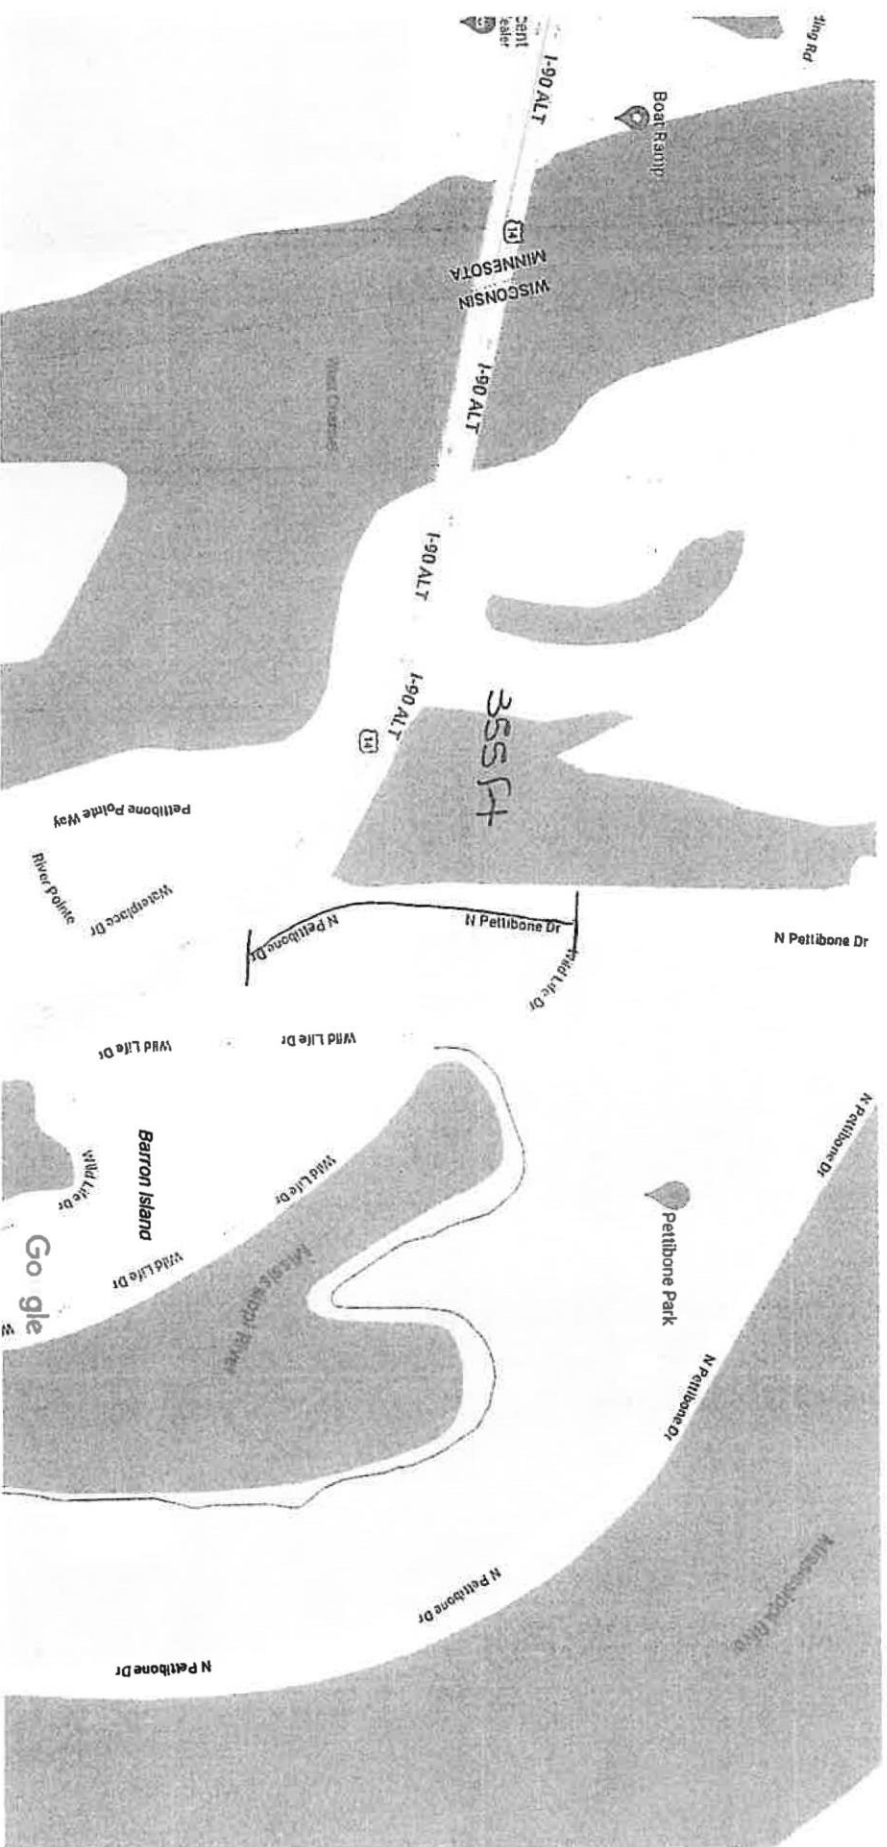 ding Rd
I-90 ALT
Boat Ramp
14
MINNESOTA
WISCONSIN
I-90 ALT
West Channel
I-90 ALT
I-90 ALT
14
355 ft
Pettibone Pointe Way
River Pointe
Waterplace Dr
N Pettibone Dr
N Pettibone Dr
N Pettibone Dr
Wild Life Dr
Wild Life Dr
Wild Life Dr
N Pettibone Dr
Wild Life Dr
Barron Island
Wild Life Dr
Pettibone Park
Wild Life Dr
Google
W
Mississippi River
N Pettibone Dr
Mississippi River
N Pettibone Dr
N Pettibone Dr